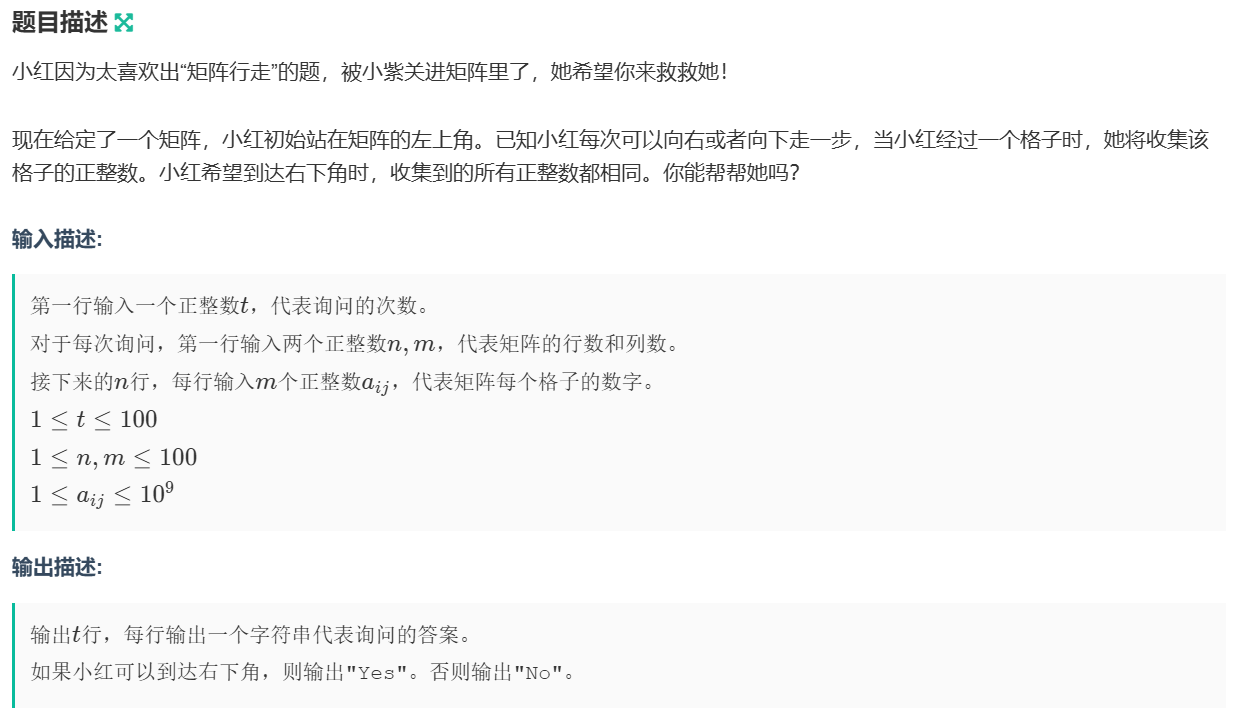 题目描述
小红因为太喜欢出“矩阵行走”的题，被小紫关进矩阵里了，她希望你来救救她！
现在给定了一个矩阵，小红初始站在矩阵的左上角。已知小红每次可以向右或者向下走一步，当小红经过一个格子时，她将收集该
格子的正整数。小红希望到达右下角时，收集到的所有正整数都相同。你能帮帮她吗？
输入描述:
第一行输入一个正整数t，代表询问的次数。
对于每次询问，第一行输入两个正整数n,m，代表矩阵的行数和列数。
接下来的n行，每行输入m个正整数a_{ij}，代表矩阵每个格子的数字。
1 ≤ t ≤ 100
1 ≤ n, m ≤ 100
1 ≤ a_{ij} ≤ 10^9
输出描述:
输出t行，每行输出一个字符串代表询问的答案。
如果小红可以到达右下角，则输出"Yes"。否则输出"No"。